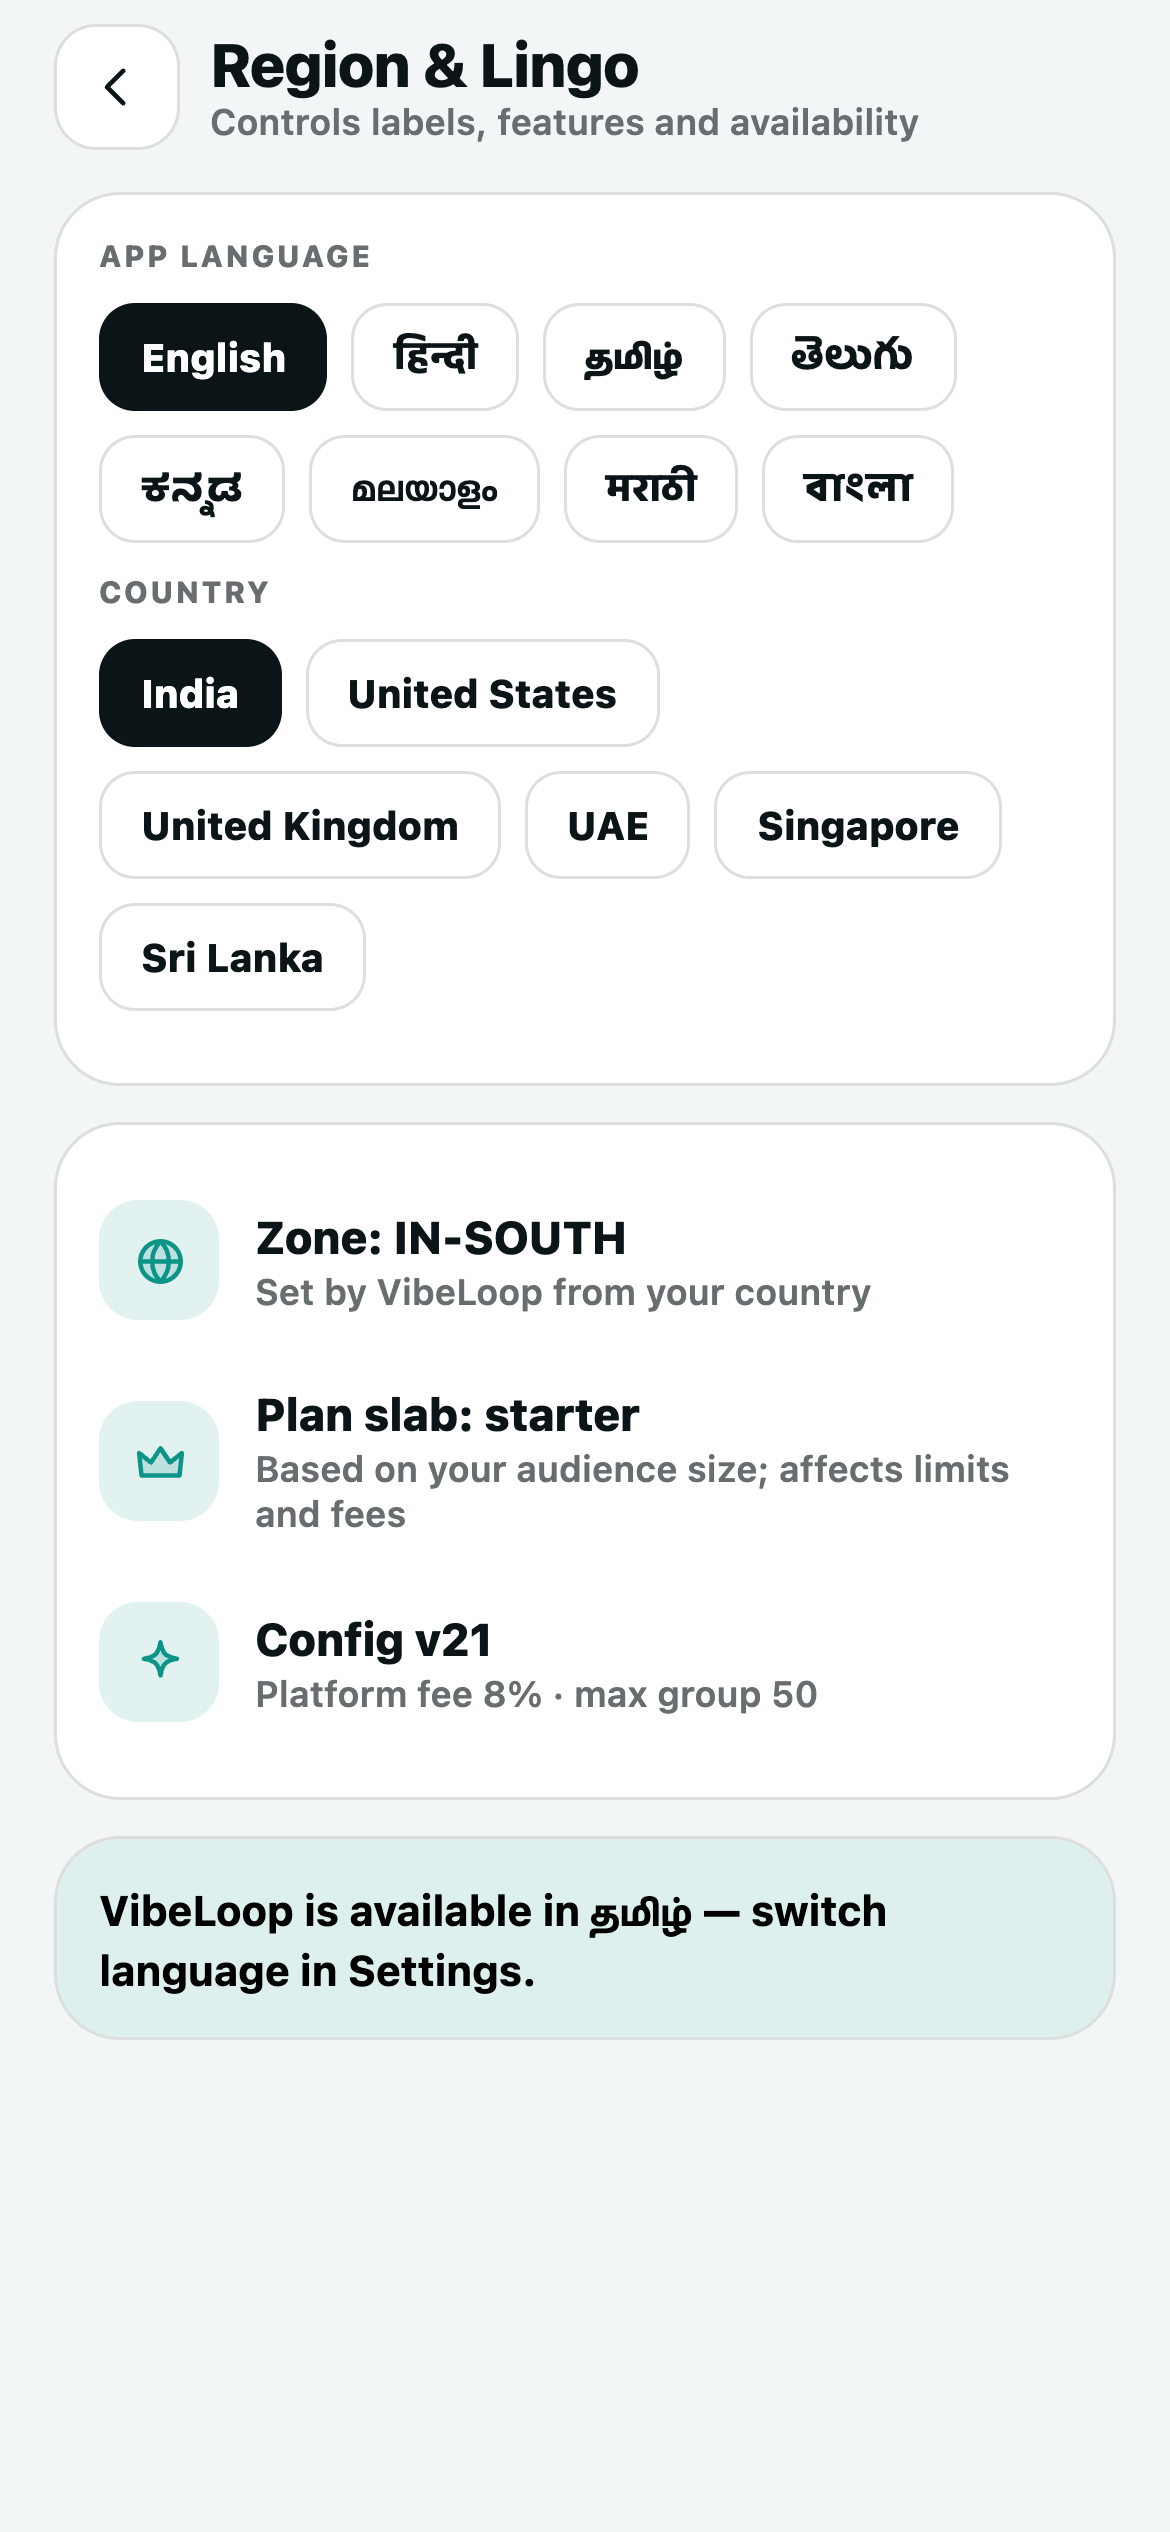 Region & Lingo
Controls labels, features and availability
APP LANGUAGE
English हिन्दी தமிழ் తెలుగు
ಕನ್ನಡ മലയാളം मराठी বাংলা
COUNTRY
India United States
United Kingdom UAE Singapore
Sri Lanka
Zone: IN-SOUTH
Set by VibeLoop from your country
Plan slab: starter
Based on your audience size; affects limits
and fees
Config v21
Platform fee 8% · max group 50
VibeLoop is available in தமிழ் — switch
language in Settings.